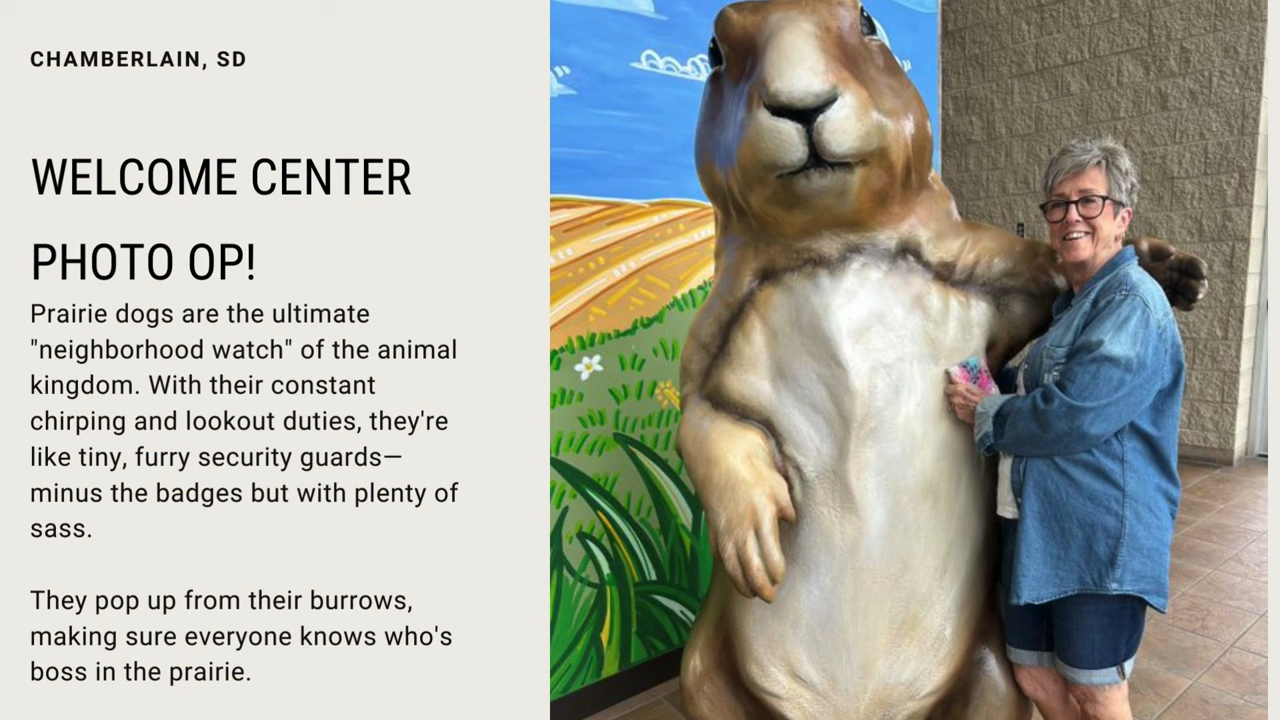 CHAMBERLAIN, SD
WELCOME CENTER
PHOTO OP!
Prairie dogs are the ultimate
"neighborhood watch" of the animal
kingdom. With their constant
chirping and lookout duties, they're
like tiny, furry security guards—
minus the badges but with plenty of
sass.
They pop up from their burrows,
making sure everyone knows who's
boss in the prairie.